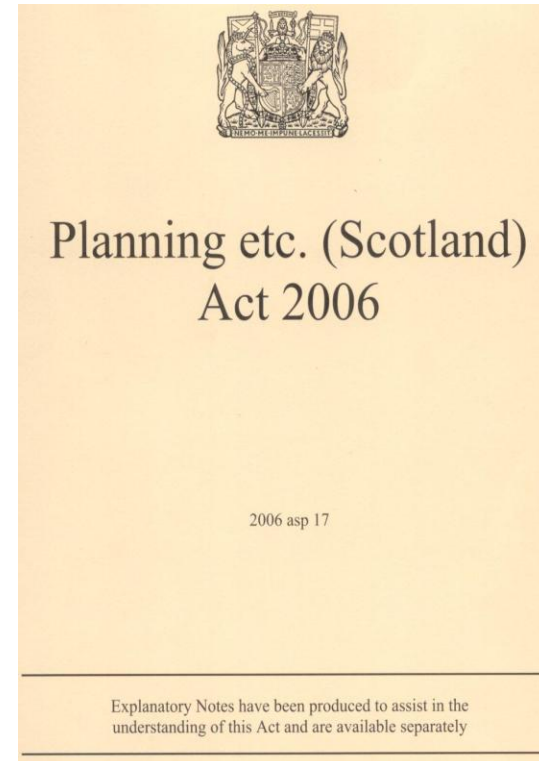 NEMO·ME·IMPUNE·LACESSIT
Planning etc. (Scotland)
Act 2006
2006 asp 17
Explanatory Notes have been produced to assist in the
understanding of this Act and are available separately